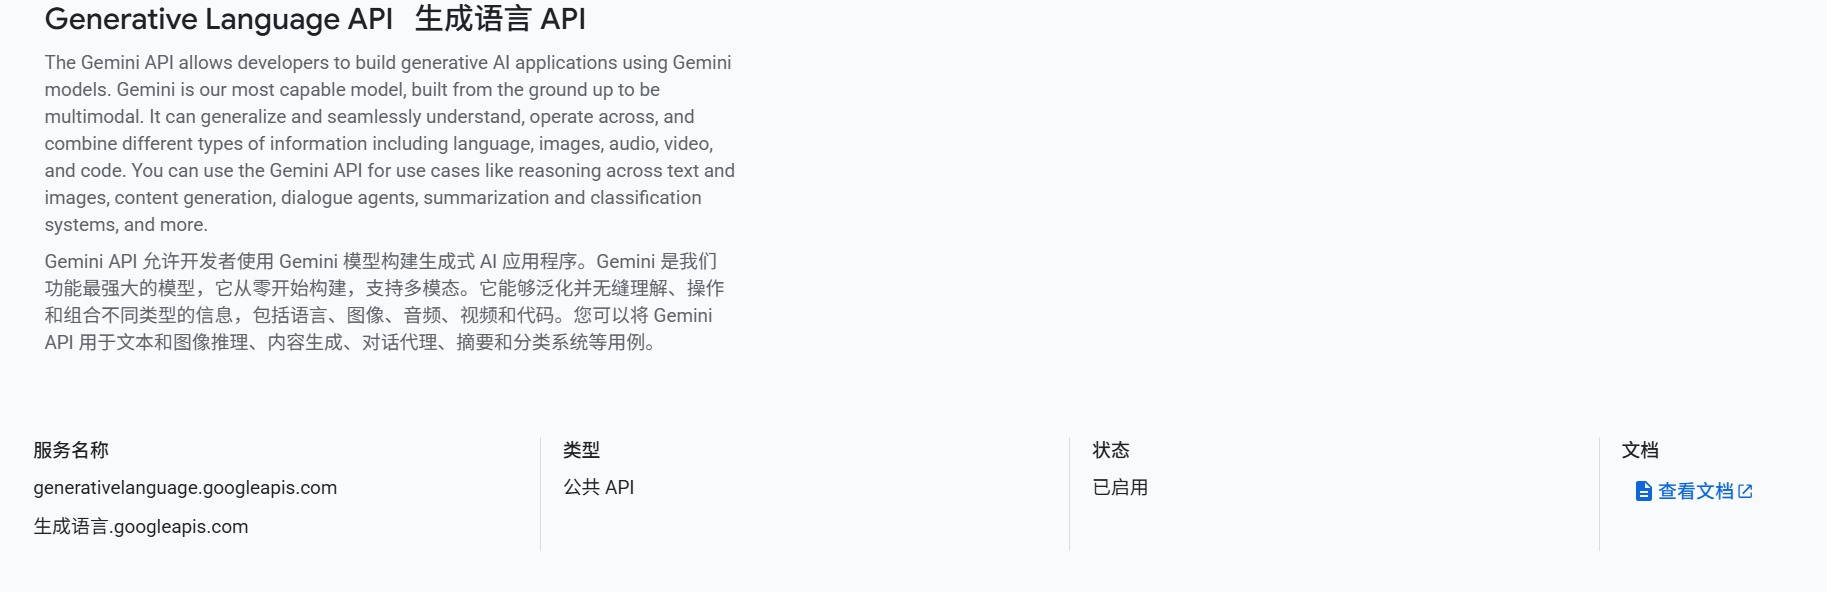 Generative Language API 生成语言 API
The Gemini API allows developers to build generative AI applications using Gemini
models. Gemini is our most capable model, built from the ground up to be
multimodal. It can generalize and seamlessly understand, operate across, and
combine different types of information including language, images, audio, video,
and code. You can use the Gemini API for use cases like reasoning across text and
images, content generation, dialogue agents, summarization and classification
systems, and more.
Gemini API 允许开发者使用 Gemini 模型构建生成式 AI 应用程序。Gemini 是我们
功能最强大的模型，它从零开始构建，支持多模态。它能够泛化并无缝理解、操作
和组合不同类型的信息，包括语言、图像、音频、视频和代码。您可以将 Gemini
API 用于文本和图像推理、内容生成、对话代理、摘要和分类系统等用例。
服务名称
generativelanguage.googleapis.com
生成语言.googleapis.com
类型
公共 API
状态
已启用
文档
查看文档